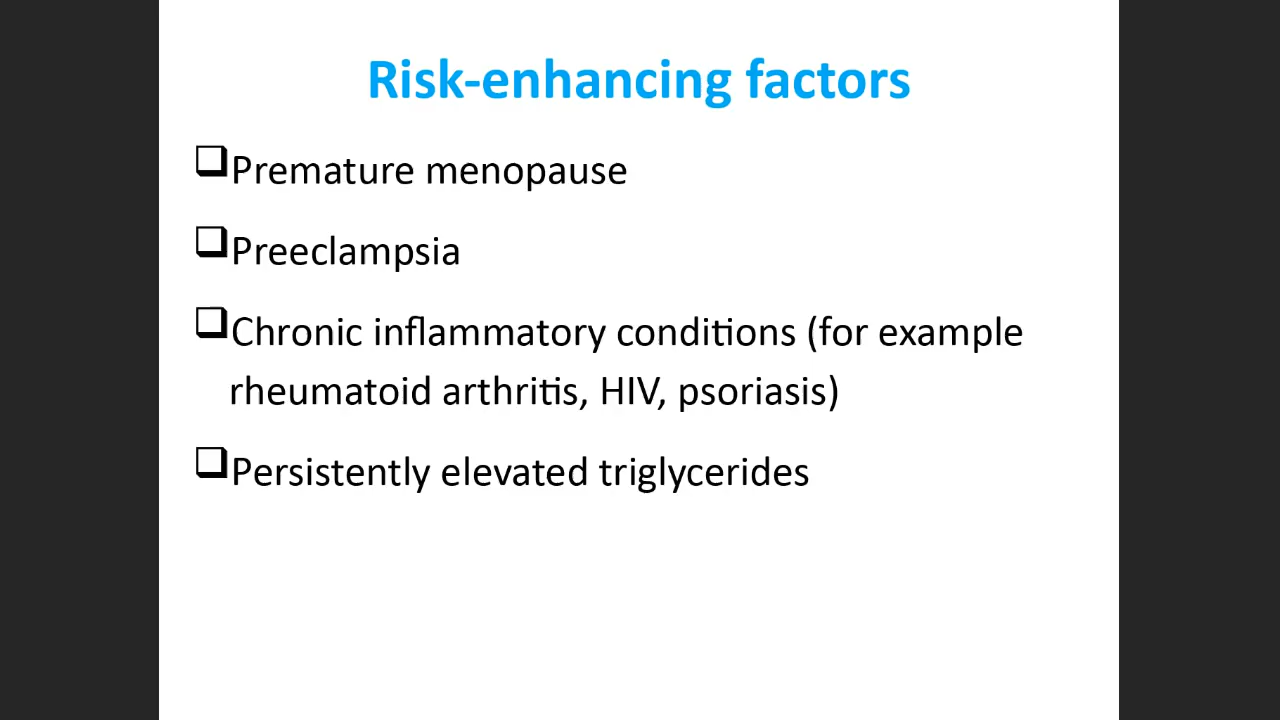 Risk-enhancing factors
❑Premature menopause
❑Preeclampsia
❑Chronic inflammatory conditions (for example
rheumatoid arthritis, HIV, psoriasis)
❑Persistently elevated triglycerides